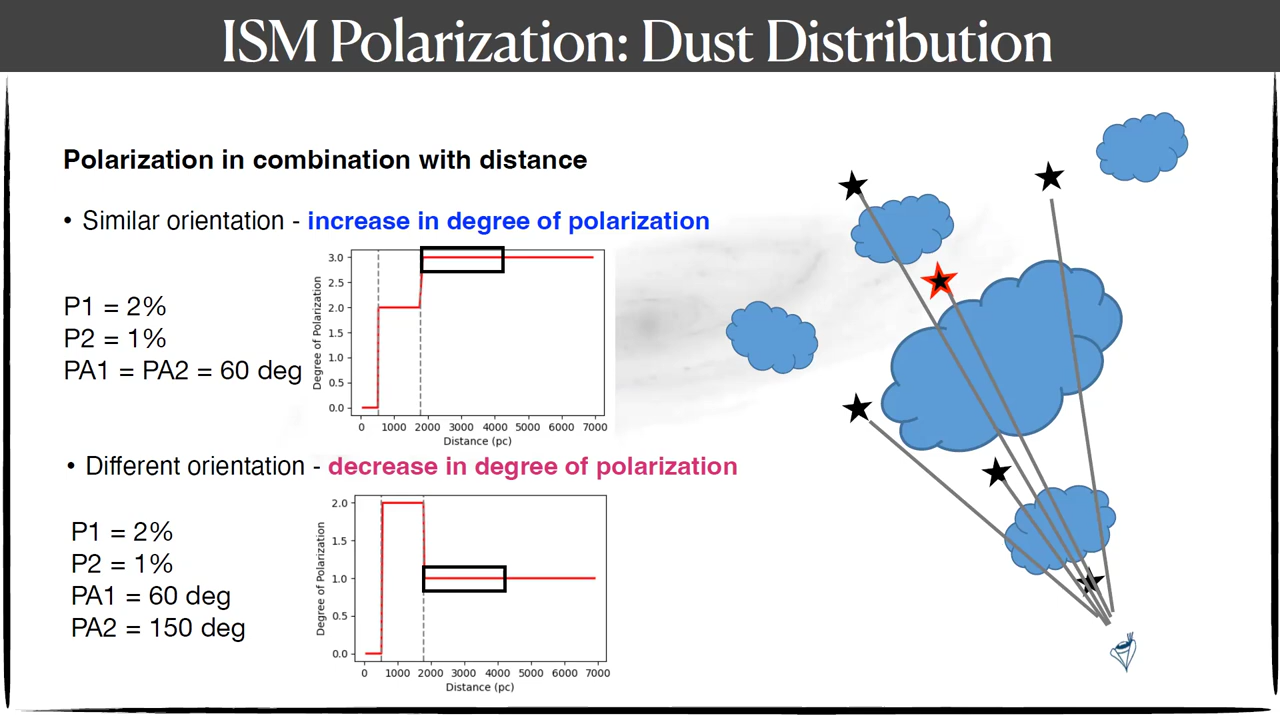 ISM Polarization: Dust Distribution
Polarization in combination with distance
• Similar orientation - increase in degree of polarization
P1 = 2%
P2 = 1%
PA1 = PA2 = 60 deg
Degree of Polarization
3.0
2.5
2.0
1.5
1.0
0.5
0.0
0 1000 2000 3000 4000 5000 6000 7000
Distance (pc)
• Different orientation - decrease in degree of polarization
P1 = 2%
P2 = 1%
PA1 = 60 deg
PA2 = 150 deg
Degree of Polarization
2.0
1.5
1.0
0.5
0.0
0 1000 2000 3000 4000 5000 6000 7000
Distance (pc)